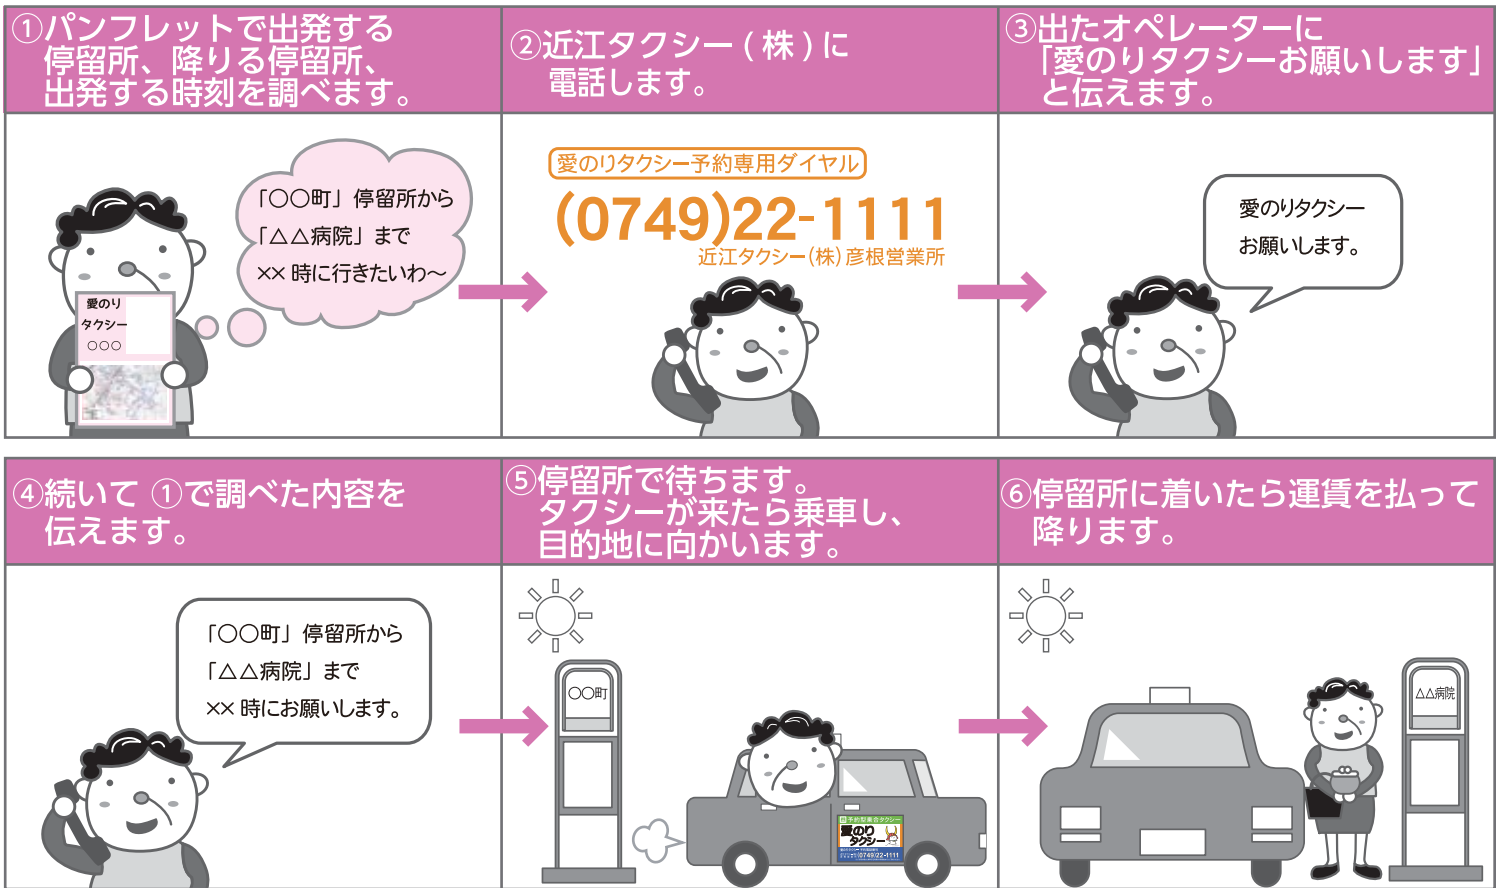 ①パンフレットで出発する
停留所、降りる停留所、
出発する時刻を調べます。
「○○町」停留所から
「△△病院」まで
×× 時に行きたいわ～
愛のり
タクシー
○○○
②近江タクシー(株)に
電話します。
愛のりタクシー予約専用ダイヤル
(0749)22-1111
近江タクシー(株)彦根営業所
③出たオペレーターに
「愛のりタクシーお願いします」
と伝えます。
愛のりタクシー
お願いします。
④続いて ①で調べた内容を
伝えます。
「○○町」停留所から
「△△病院」まで
×× 時にお願いします。
⑤停留所で待ちます。
タクシーが来たら乗車し、
目的地に向かいます。
○○町
予約型乗合タクシー
愛のり
タクシー
(0749)22-1111
⑥停留所に着いたら運賃を払って
降ります。
△△病院